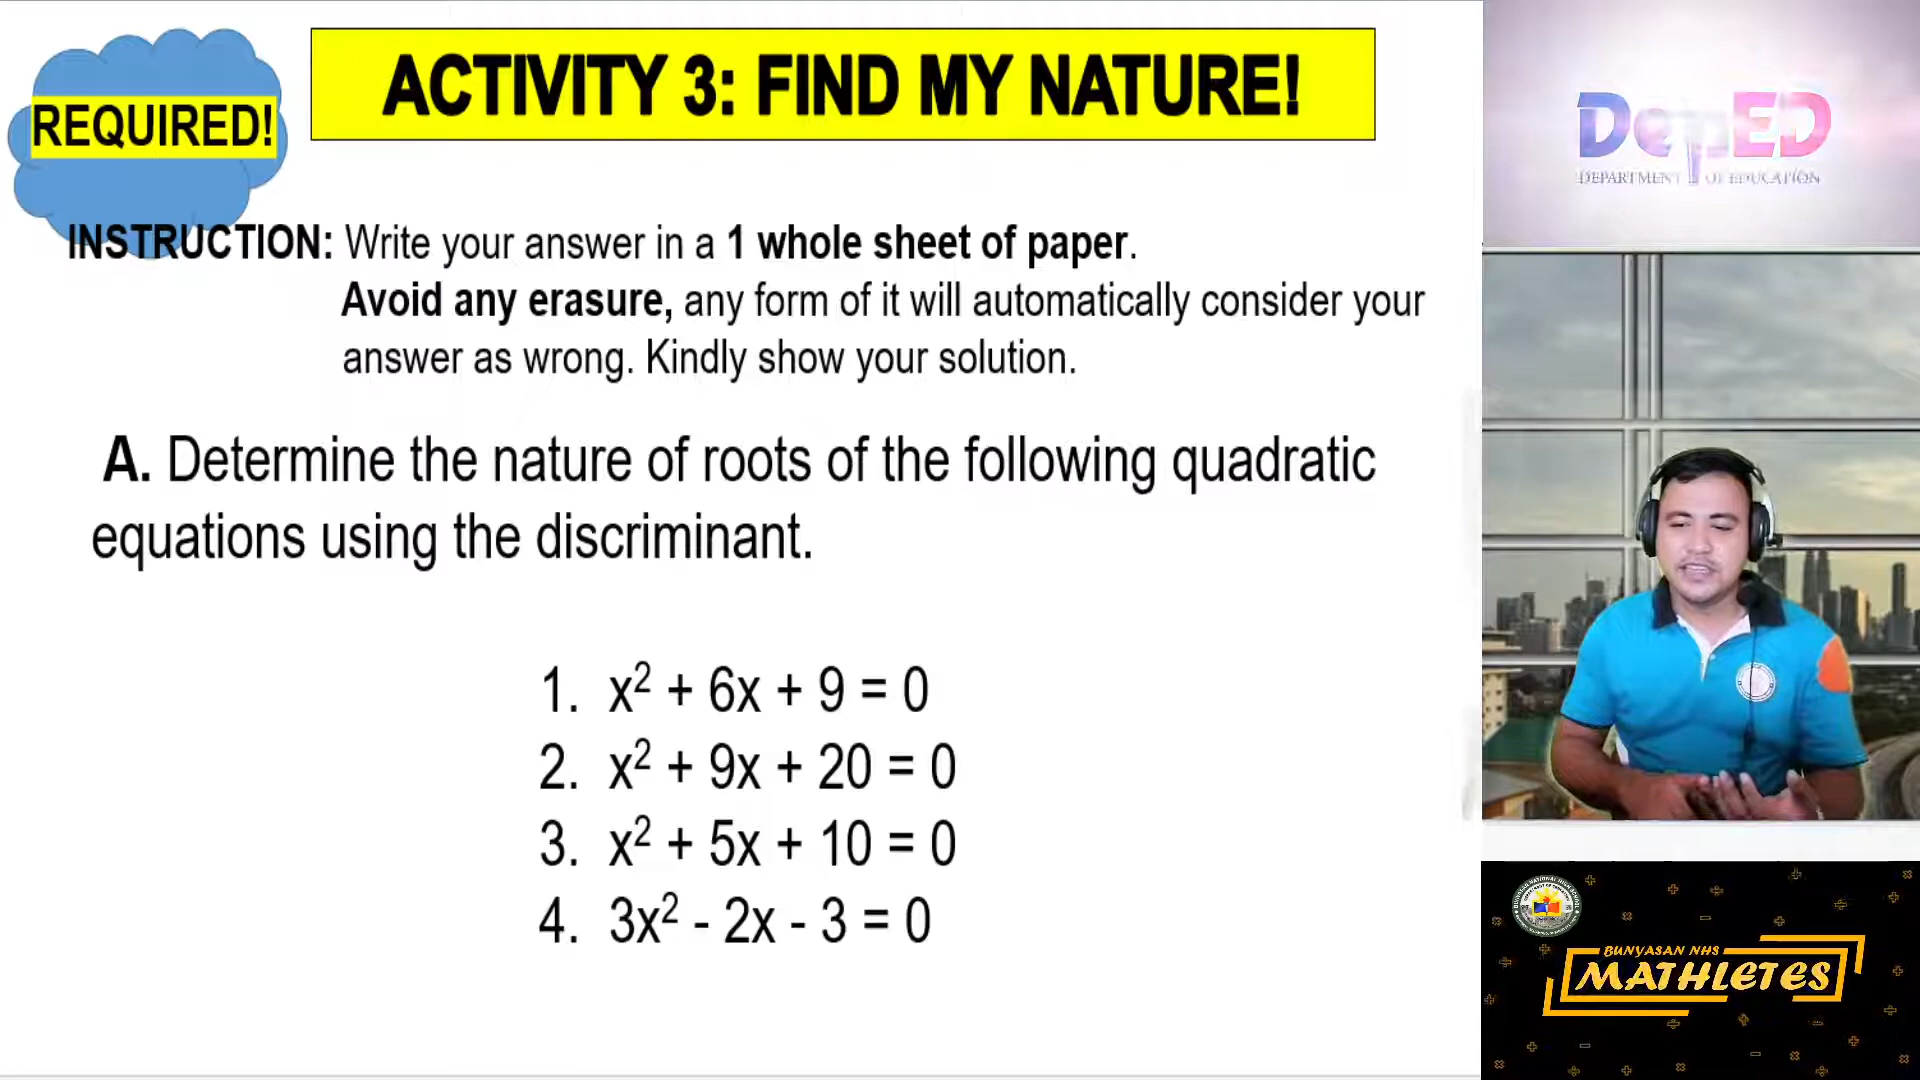 REQUIRED!
ACTIVITY 3: FIND MY NATURE!
INSTRUCTION: Write your answer in a 1 whole sheet of paper.
Avoid any erasure, any form of it will automatically consider your
answer as wrong. Kindly show your solution.
A. Determine the nature of roots of the following quadratic
equations using the discriminant.
1. x² + 6x + 9 = 0
2. x² + 9x + 20 = 0
3. x² + 5x + 10 = 0
4. 3x² - 2x - 3 = 0
DepED
DEPARTMENT OF EDUCATION
BUNYASAN NHS
MATHLETES